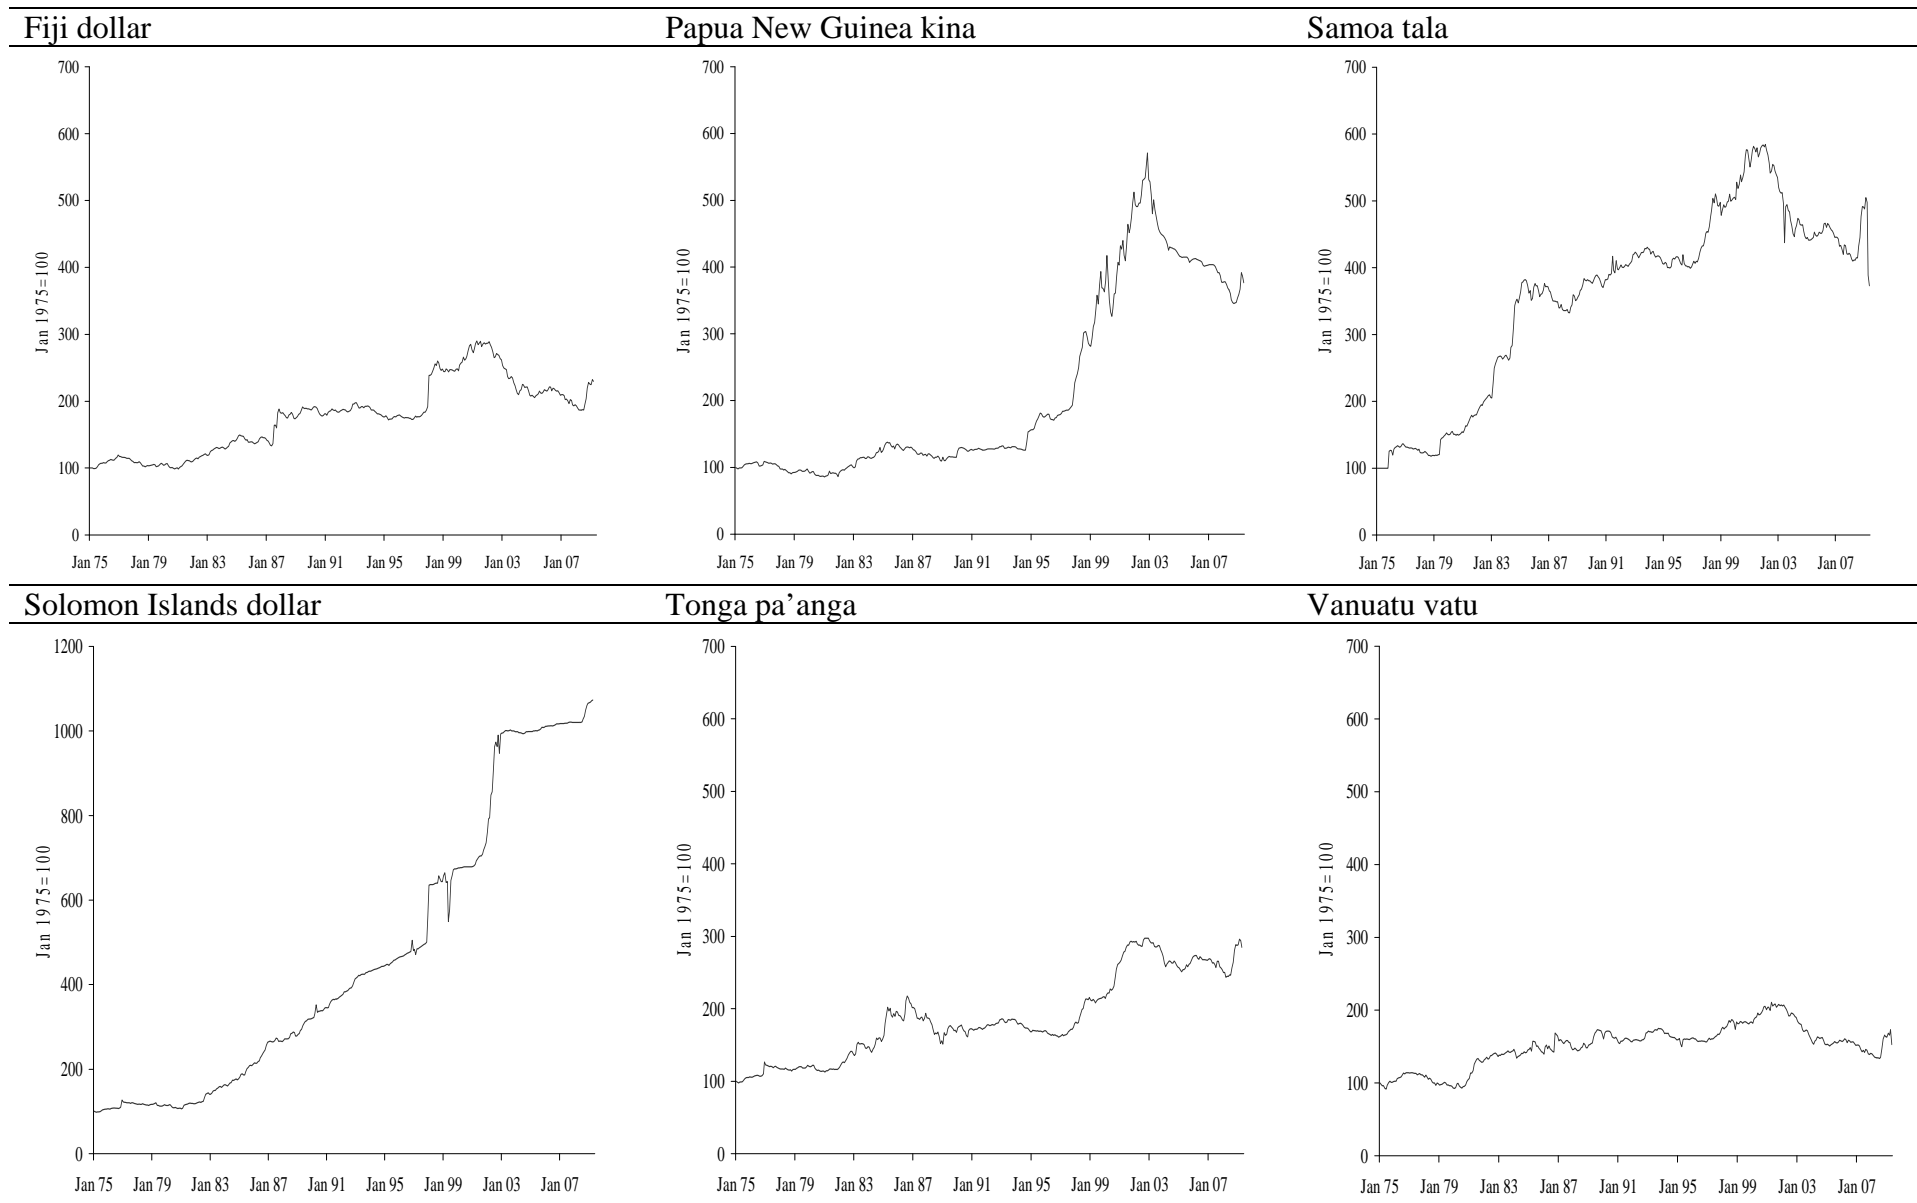 Fiji dollar
Papua New Guinea kina
Samoa tala
700
600
500
400
300
200
100
0
Jan 1975=100
Jan 75 Jan 79 Jan 83 Jan 87 Jan 91 Jan 95 Jan 99 Jan 03 Jan 07
700
600
500
400
300
200
100
0
Jan 1975=100
Jan 75 Jan 79 Jan 83 Jan 87 Jan 91 Jan 95 Jan 99 Jan 03 Jan 07
700
600
500
400
300
200
100
0
Jan 1975=100
Jan 75 Jan 79 Jan 83 Jan 87 Jan 91 Jan 95 Jan 99 Jan 03 Jan 07
Solomon Islands dollar
Tonga pa’anga
Vanuatu vatu
1200
1000
800
600
400
200
0
Jan 1975=100
Jan 75 Jan 79 Jan 83 Jan 87 Jan 91 Jan 95 Jan 99 Jan 03 Jan 07
700
600
500
400
300
200
100
0
Jan 1975=100
Jan 75 Jan 79 Jan 83 Jan 87 Jan 91 Jan 95 Jan 99 Jan 03 Jan 07
700
600
500
400
300
200
100
0
Jan 1975=100
Jan 75 Jan 79 Jan 83 Jan 87 Jan 91 Jan 95 Jan 99 Jan 03 Jan 07